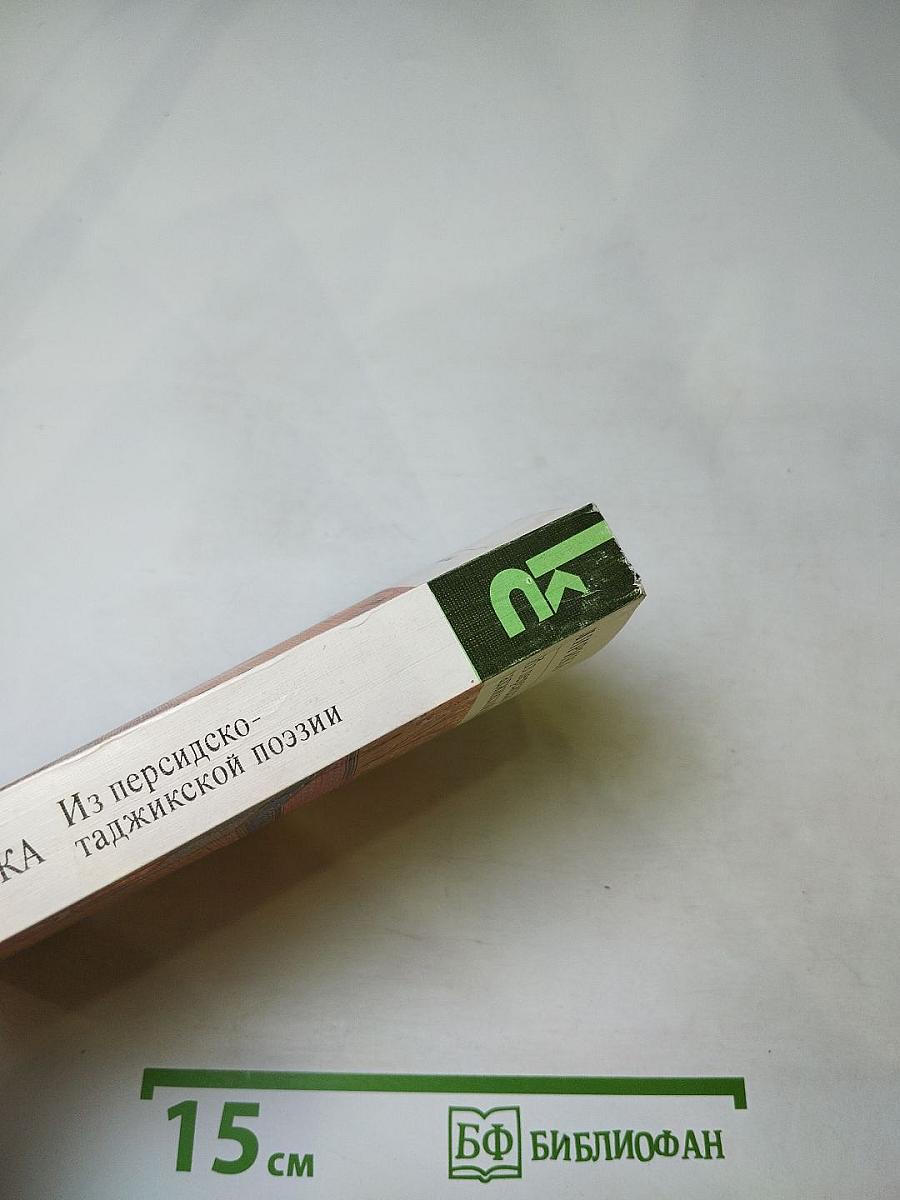 КА
Из персидско-
таджикской поэзии
15 см
БФ БИБЛИОФАН